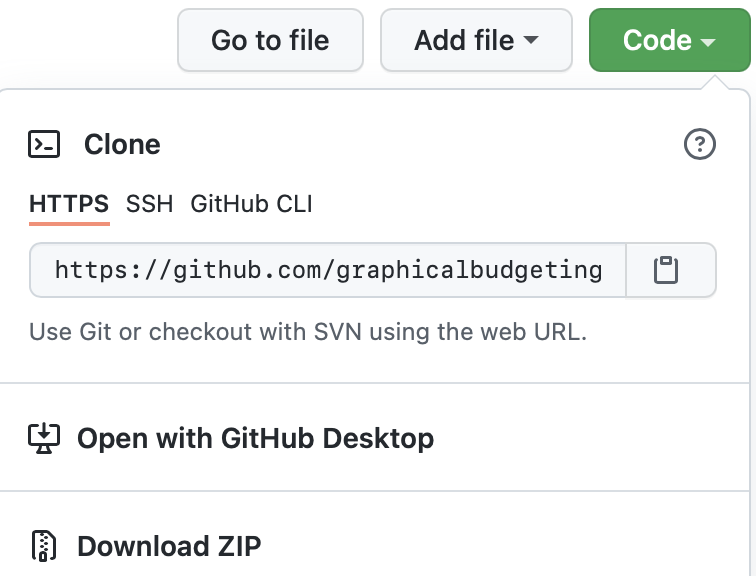 Go to file Add file Code
Clone
HTTPS SSH GitHub CLI
https://github.com/graphicalbudgeting
Use Git or checkout with SVN using the web URL.
Open with GitHub Desktop
Download ZIP